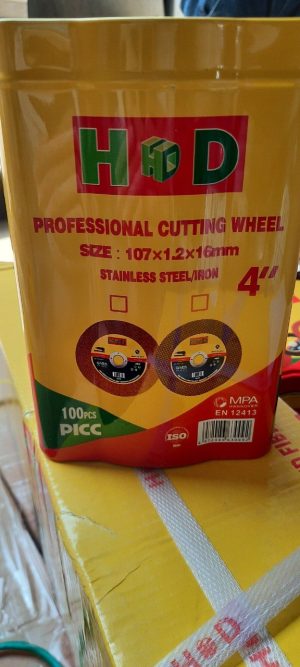 H HD D
PROFESSIONAL CUTTING WHEEL
SIZE : 107×1.2×16mm
STAINLESS STEEL/IRON
4"
100PCS
PICC
ISO
MPA
HANNOVER
EN 12413